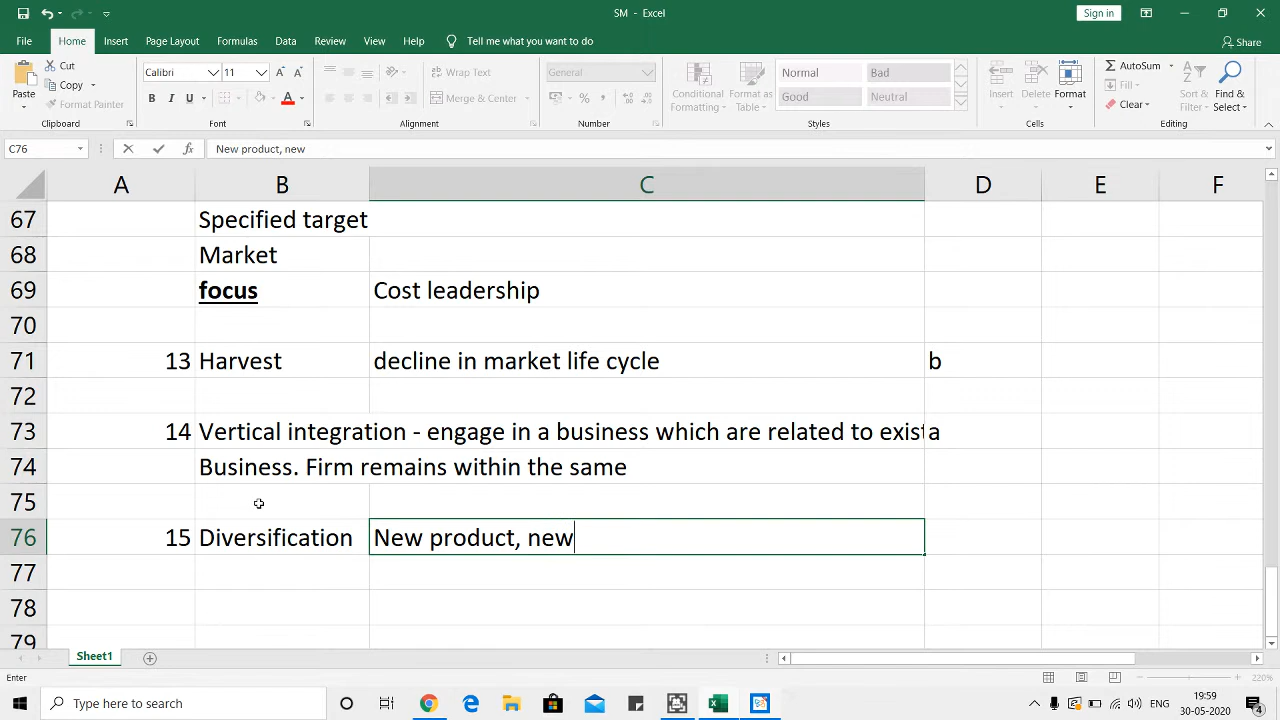 SM - Excel
Sign in
File Home Insert Page Layout Formulas Data Review View Help Tell me what you want to do Share
Paste Cut Copy Format Painter
Calibri 11 A A
B I U A
Wrap Text
Merge & Center
General
% ,
Conditional Formatting Format as Table
Normal Bad Good Neutral
Insert Delete Format
AutoSum Fill Clear
Sort & Filter Find & Select
Clipboard Font Alignment Number Styles Cells Editing
C76 fx New product, new
A B C D E F
67 Specified target
68 Market
69 focus Cost leadership
70
71 13 Harvest decline in market life cycle b
72
73 14 Vertical integration - engage in a business which are related to exist a
74 Business. Firm remains within the same
75
76 15 Diversification New product, new
77
78
79
Sheet1
Enter 220%
Type here to search
ENG 19:59
30-05-2020 4